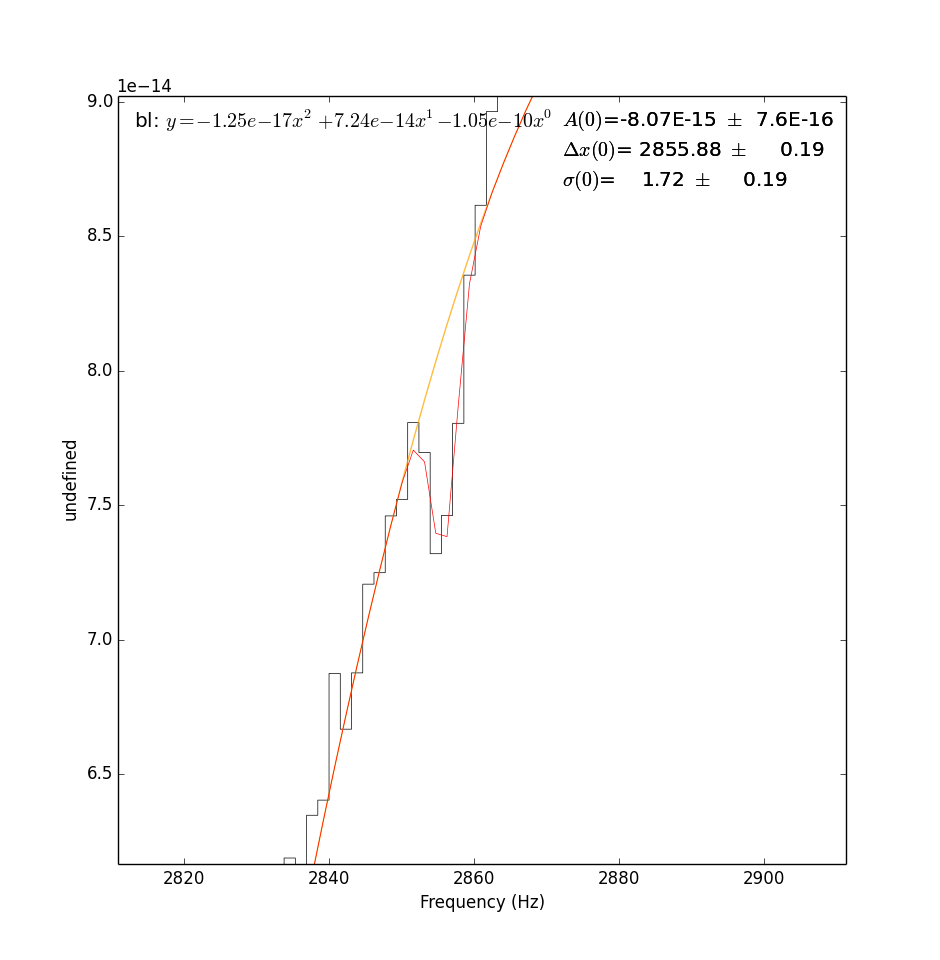 1e−14
bl: y=−1.25e−17x² +7.24e−14x¹ −1.05e−10x⁰
A(0)=-8.07E-15 ± 7.6E-16
Δx(0)= 2855.88 ± 0.19
σ(0)= 1.72 ± 0.19
9.0
8.5
8.0
7.5
7.0
6.5
undefined
2820 2840 2860 2880 2900
Frequency (Hz)